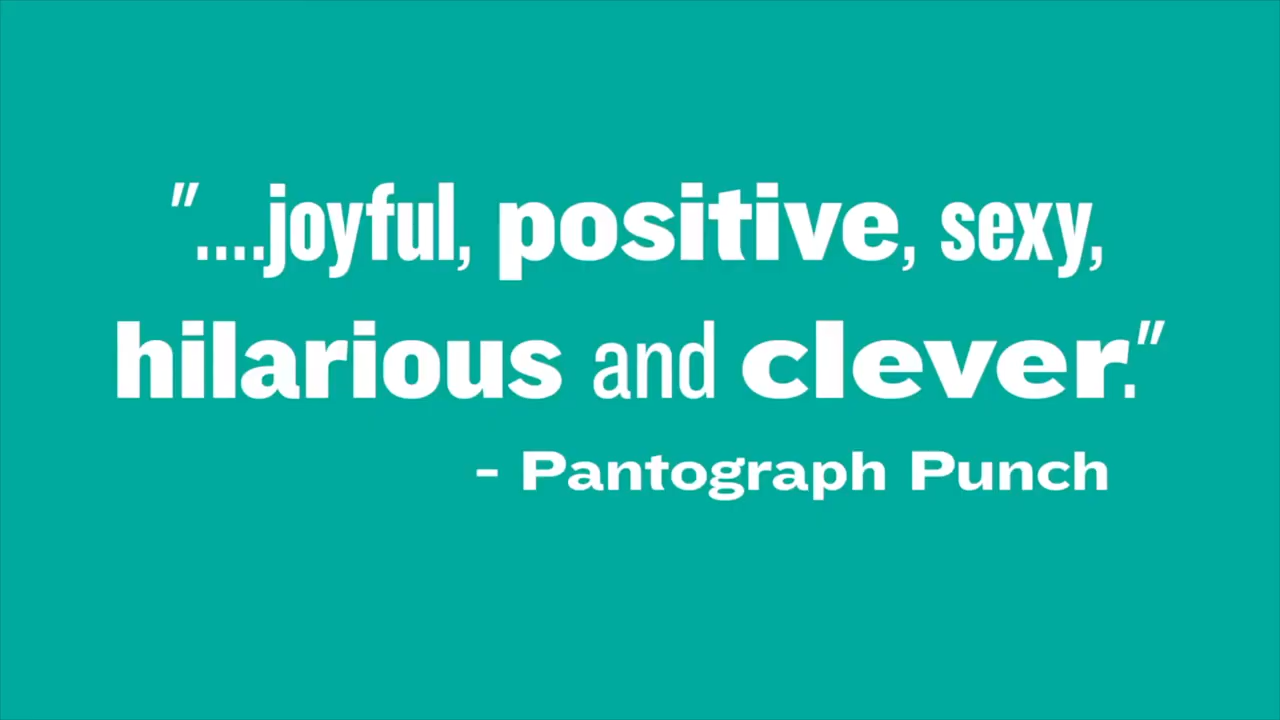 "....joyful, positive, sexy,
hilarious and clever."
- Pantograph Punch